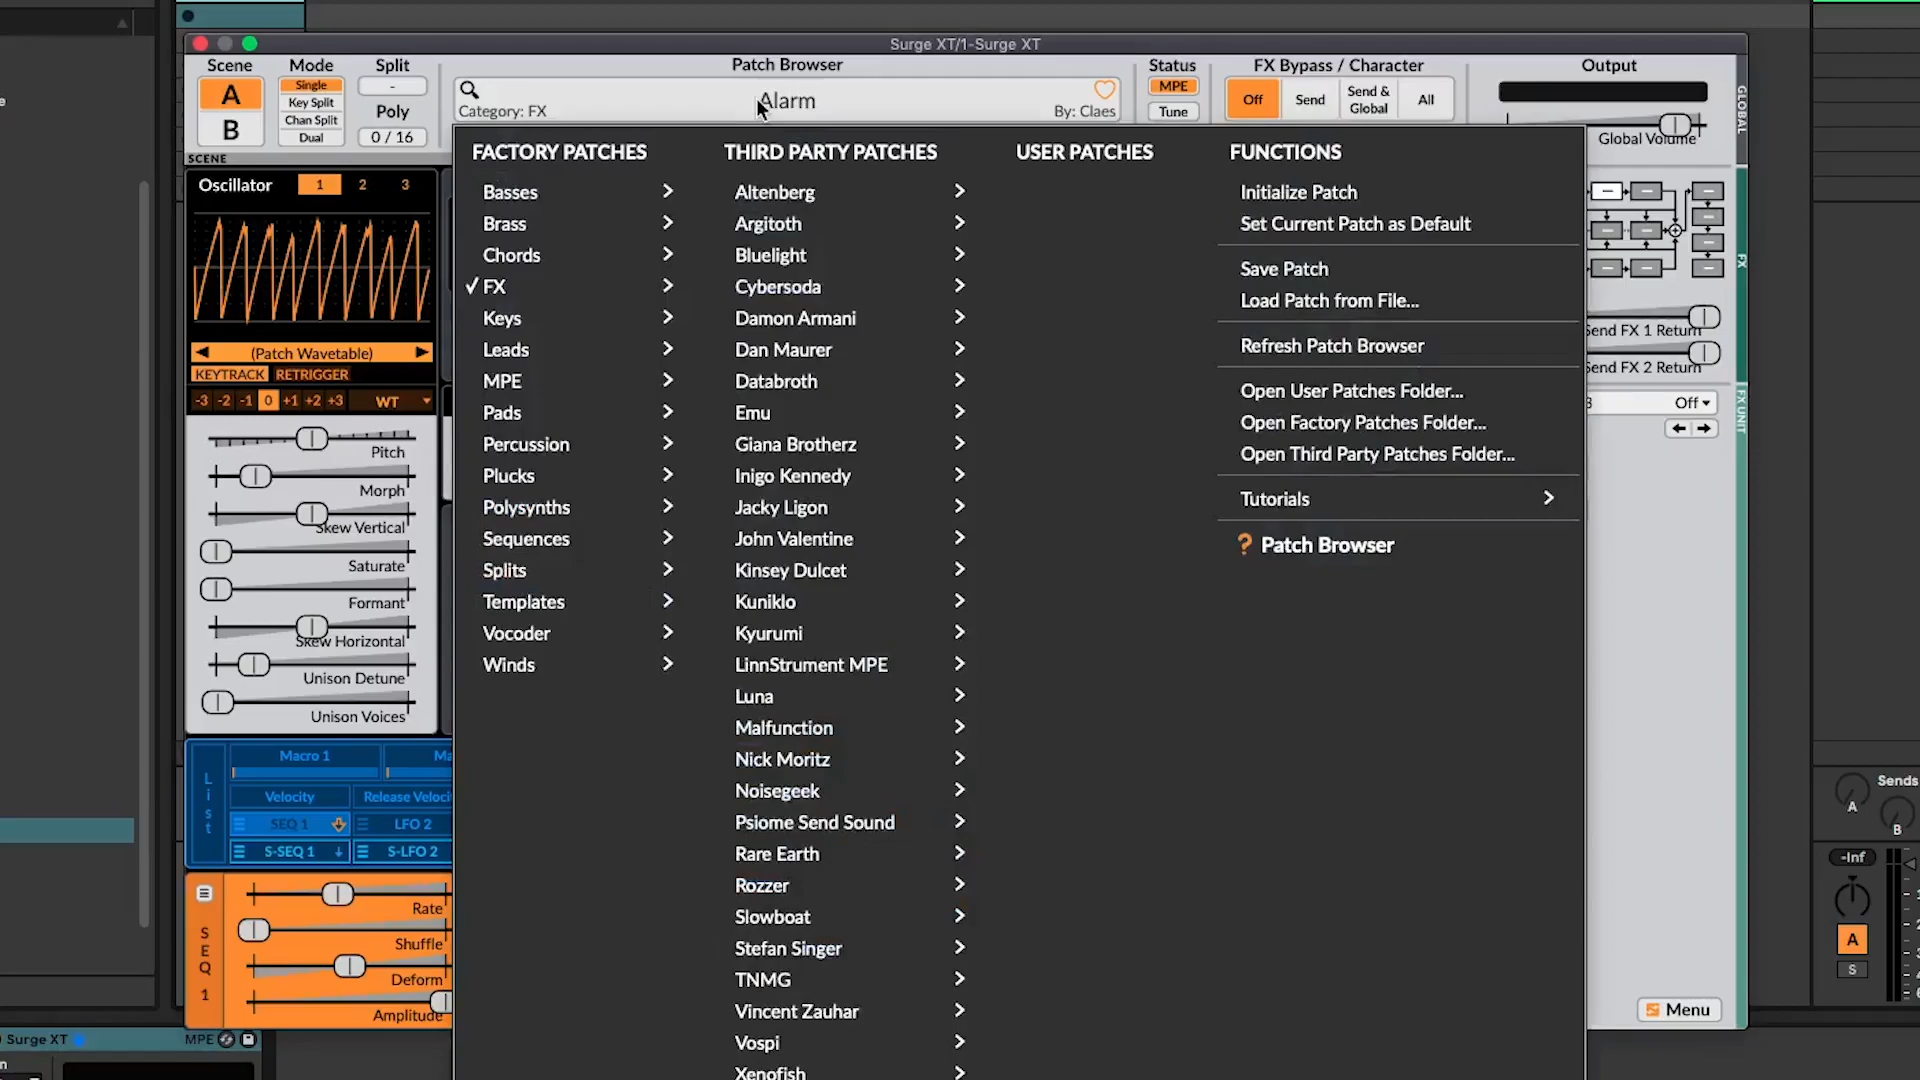 Surge XT/1-Surge XT
Scene
A
B
SCENE
Mode
Single
Key Split
Chan Split
Dual
Split
-
Poly
0 / 16
Patch Browser
Alarm
Category: FX
By: Claes
Status
MPE
Tune
FX Bypass / Character
Off
Send
Send & Global
All
Output
Global Volume
GLOBAL
Oscillator
1
2
3
(Patch Wavetable)
KEYTRACK
RETRIGGER
-3 -2 -1 0 +1 +2 +3
WT
Pitch
Morph
Skew Vertical
Saturate
Formant
Skew Horizontal
Unison Detune
Unison Voices
List
Macro 1
Ma
Velocity
Release Veloci
SEQ 1
LFO 2
S-SEQ 1
S-LFO 2
SEQ 1
Rate
Shuffle
Deform
Amplitude
FACTORY PATCHES
Basses
Brass
Chords
✓ FX
Keys
Leads
MPE
Pads
Percussion
Plucks
Polysynths
Sequences
Splits
Templates
Vocoder
Winds
THIRD PARTY PATCHES
Altenberg
Argitoth
Bluelight
Cybersoda
Damon Armani
Dan Maurer
Databroth
Emu
Giana Brotherz
Inigo Kennedy
Jacky Ligon
John Valentine
Kinsey Dulcet
Kuniklo
Kyurumi
LinnStrument MPE
Luna
Malfunction
Nick Moritz
Noisegeek
Psiome Send Sound
Rare Earth
Rozzer
Slowboat
Stefan Singer
TNMG
Vincent Zauhar
Vospi
Xenofish
USER PATCHES
FUNCTIONS
Initialize Patch
Set Current Patch as Default
Save Patch
Load Patch from File...
Refresh Patch Browser
Open User Patches Folder...
Open Factory Patches Folder...
Open Third Party Patches Folder...
Tutorials
? Patch Browser
FX
Send FX 1 Return
Send FX 2 Return
Off
FX UNIT
Menu
Sends
A
B
-Inf
A
S
Surge XT
MPE